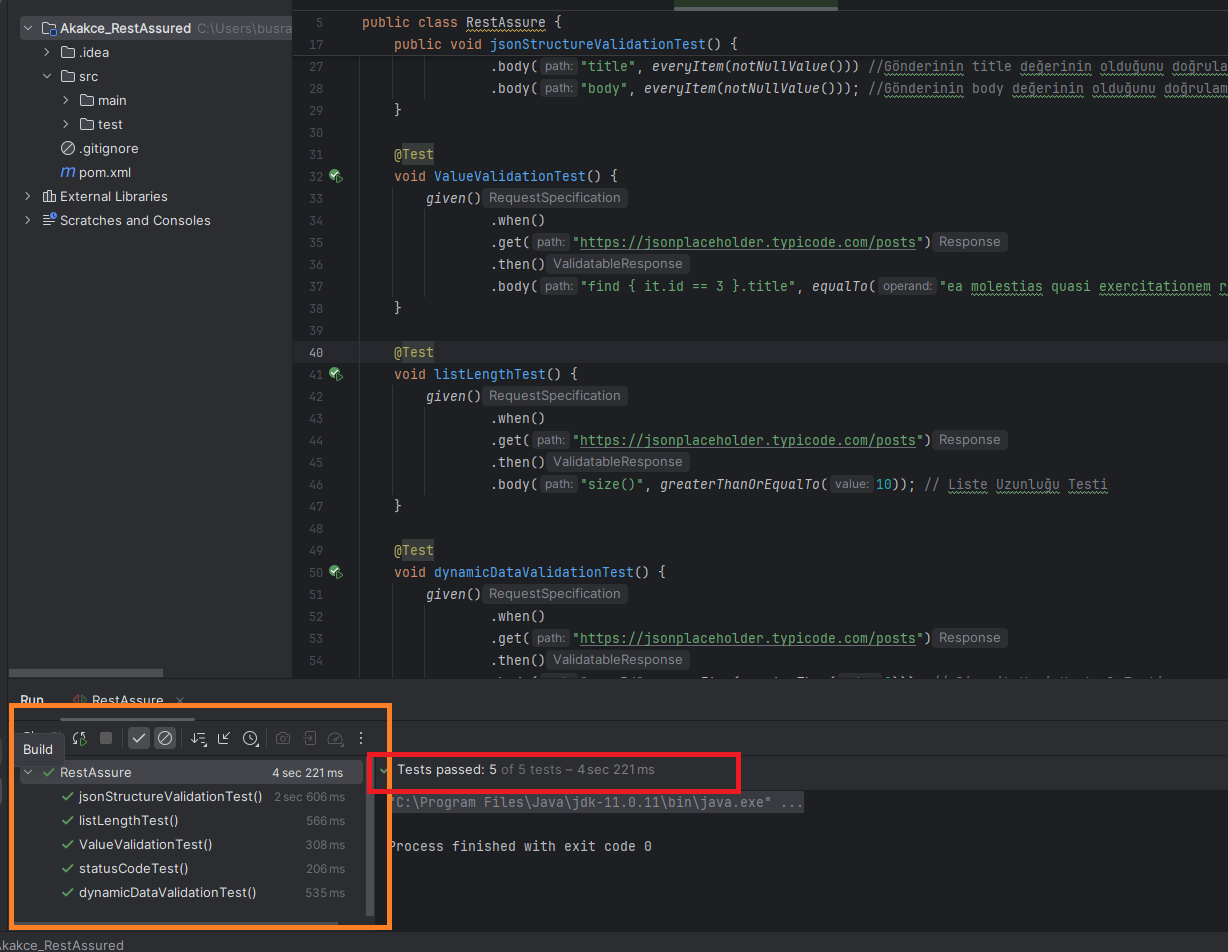 Akakce_RestAssured C:\Users\busra
.idea
src
main
test
.gitignore
pom.xml
External Libraries
Scratches and Consoles
5 public class RestAssure {
17 public void jsonStructureValidationTest() {
27 .body( path: "title", everyItem(notNullValue())) //Gönderinin title değerinin olduğunu doğrula
28 .body( path: "body", everyItem(notNullValue())); //Gönderinin body değerinin olduğunu doğrulam
29 }
30
31 @Test
32 void ValueValidationTest() {
33 given() RequestSpecification
34 .when()
35 .get( path: "https://jsonplaceholder.typicode.com/posts") Response
36 .then() ValidatableResponse
37 .body( path: "find { it.id == 3 }.title", equalTo( operand: "ea molestias quasi exercitationem r
38 }
39
40 @Test
41 void listLengthTest() {
42 given() RequestSpecification
43 .when()
44 .get( path: "https://jsonplaceholder.typicode.com/posts") Response
45 .then() ValidatableResponse
46 .body( path: "size()", greaterThanOrEqualTo( value: 10)); // Liste Uzunluğu Testi
47 }
48
49 @Test
50 void dynamicDataValidationTest() {
51 given() RequestSpecification
52 .when()
53 .get( path: "https://jsonplaceholder.typicode.com/posts") Response
54 .then() ValidatableResponse
Run RestAssure
Build
RestAssure 4 sec 221 ms
jsonStructureValidationTest() 2 sec 606 ms
listLengthTest() 566 ms
ValueValidationTest() 308 ms
statusCodeTest() 206 ms
dynamicDataValidationTest() 535 ms
Tests passed: 5 of 5 tests – 4 sec 221 ms
"C:\Program Files\Java\jdk-11.0.11\bin\java.exe" ...
Process finished with exit code 0
Akakce_RestAssured